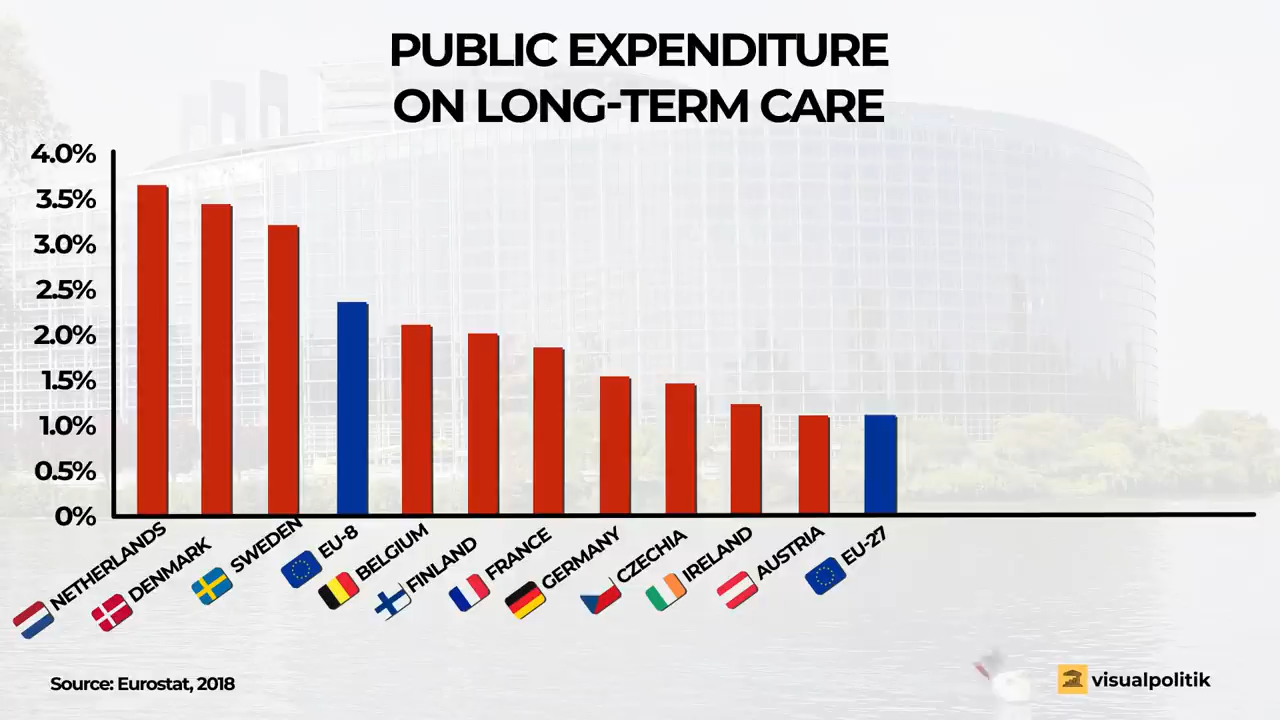 PUBLIC EXPENDITURE
ON LONG-TERM CARE
4.0%
3.5%
3.0%
2.5%
2.0%
1.5%
1.0%
0.5%
0%
NETHERLANDS
DENMARK
SWEDEN
EU-8
BELGIUM
FINLAND
FRANCE
GERMANY
CZECHIA
IRELAND
AUSTRIA
EU-27
Source: Eurostat, 2018
visualpolitik